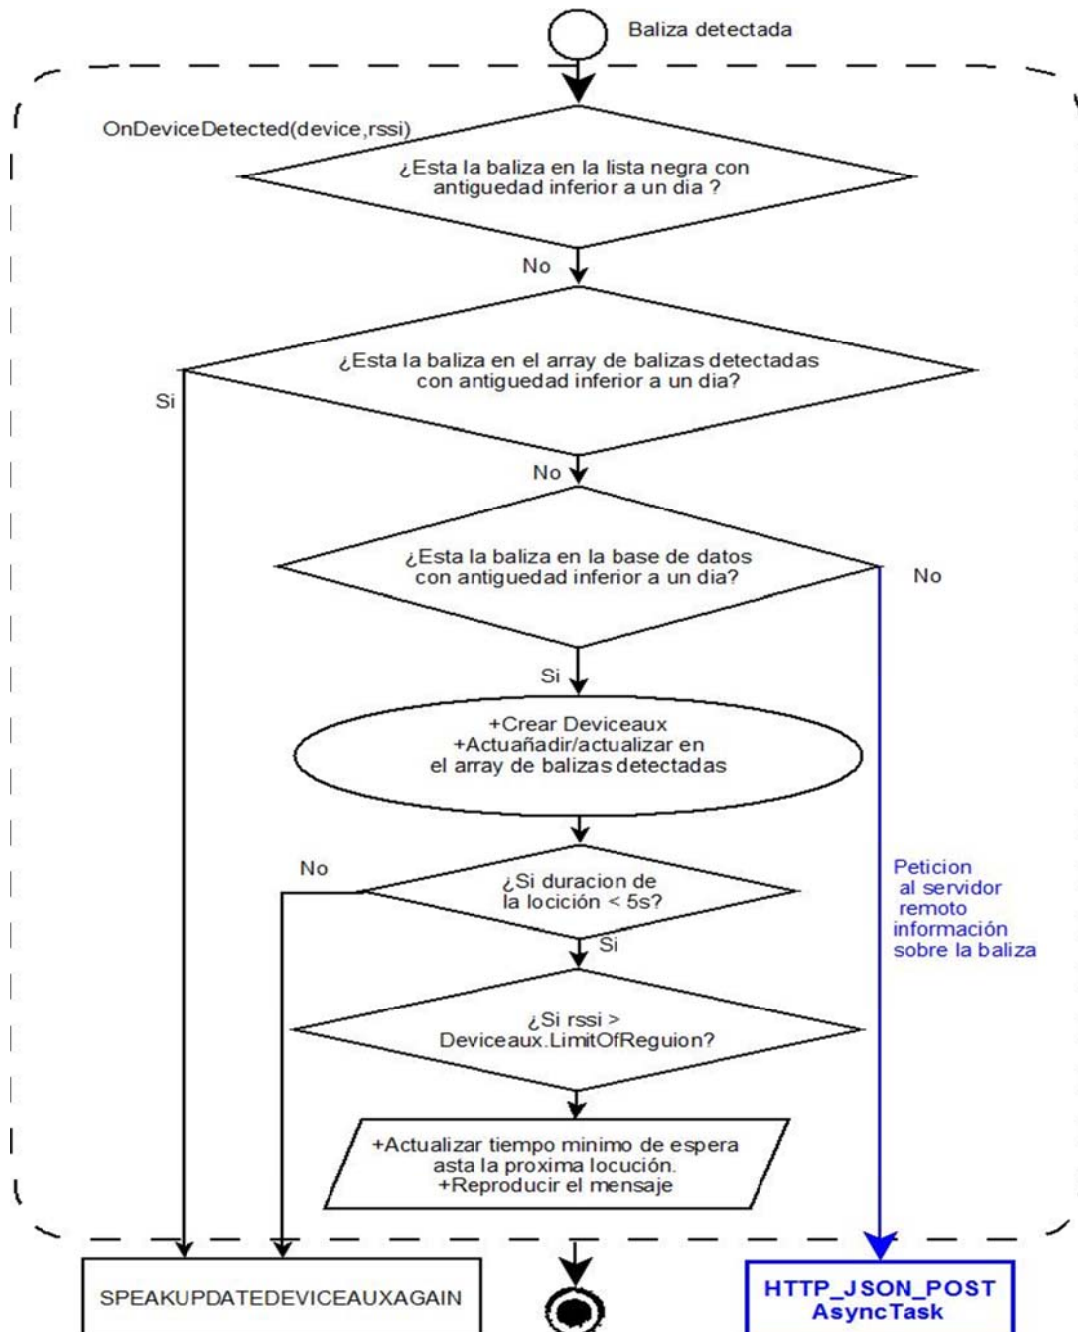 Baliza detectada
OnDeviceDetected(device,rssi)
¿Esta la baliza en la lista negra con
antiguedad inferior a un dia ?
No
¿Esta la baliza en el array de balizas detectadas
con antiguedad inferior a un dia?
Si
No
¿Esta la baliza en la base de datos
con antiguedad inferior a un dia?
No
Si
+Crear Deviceaux
+Actuañadir/actualizar en
el array de balizas detectadas
No
¿Si duracion de
la locición < 5s?
Peticion
al servidor
remoto
información
sobre la baliza
Si
¿Si rssi >
Deviceaux.LimitOfReguion?
+Actualizar tiempo minimo de espera
asta la proxima locución.
+Reproducir el mensaje
SPEAKUPDATEDEVICEAUXAGAIN
HTTP_JSON_POST
AsyncTask